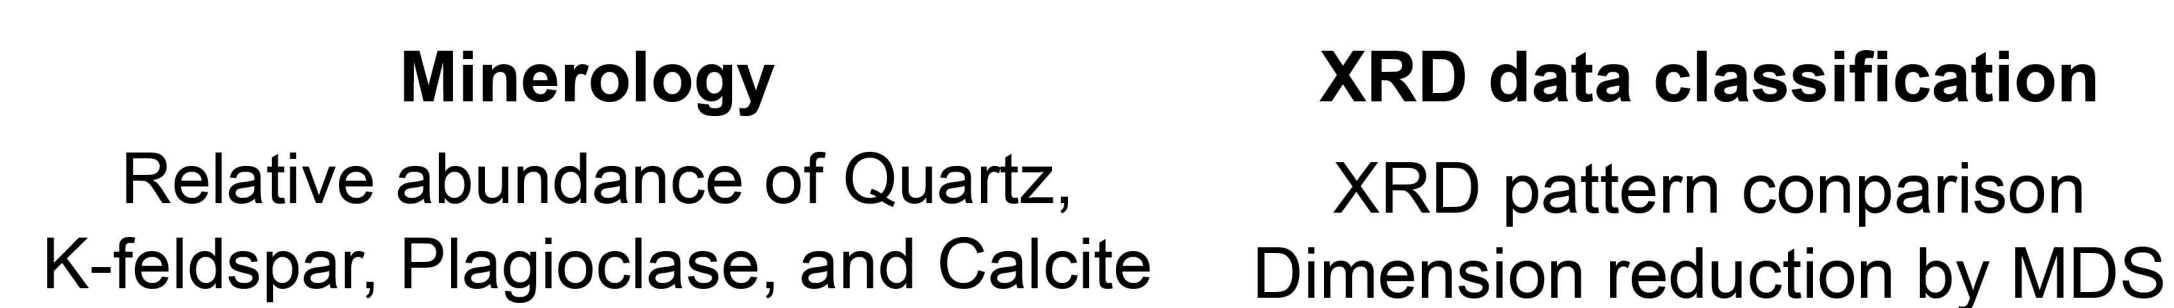 Minerology
Relative abundance of Quartz,
K-feldspar, Plagioclase, and Calcite
XRD data classification
XRD pattern conparison
Dimension reduction by MDS